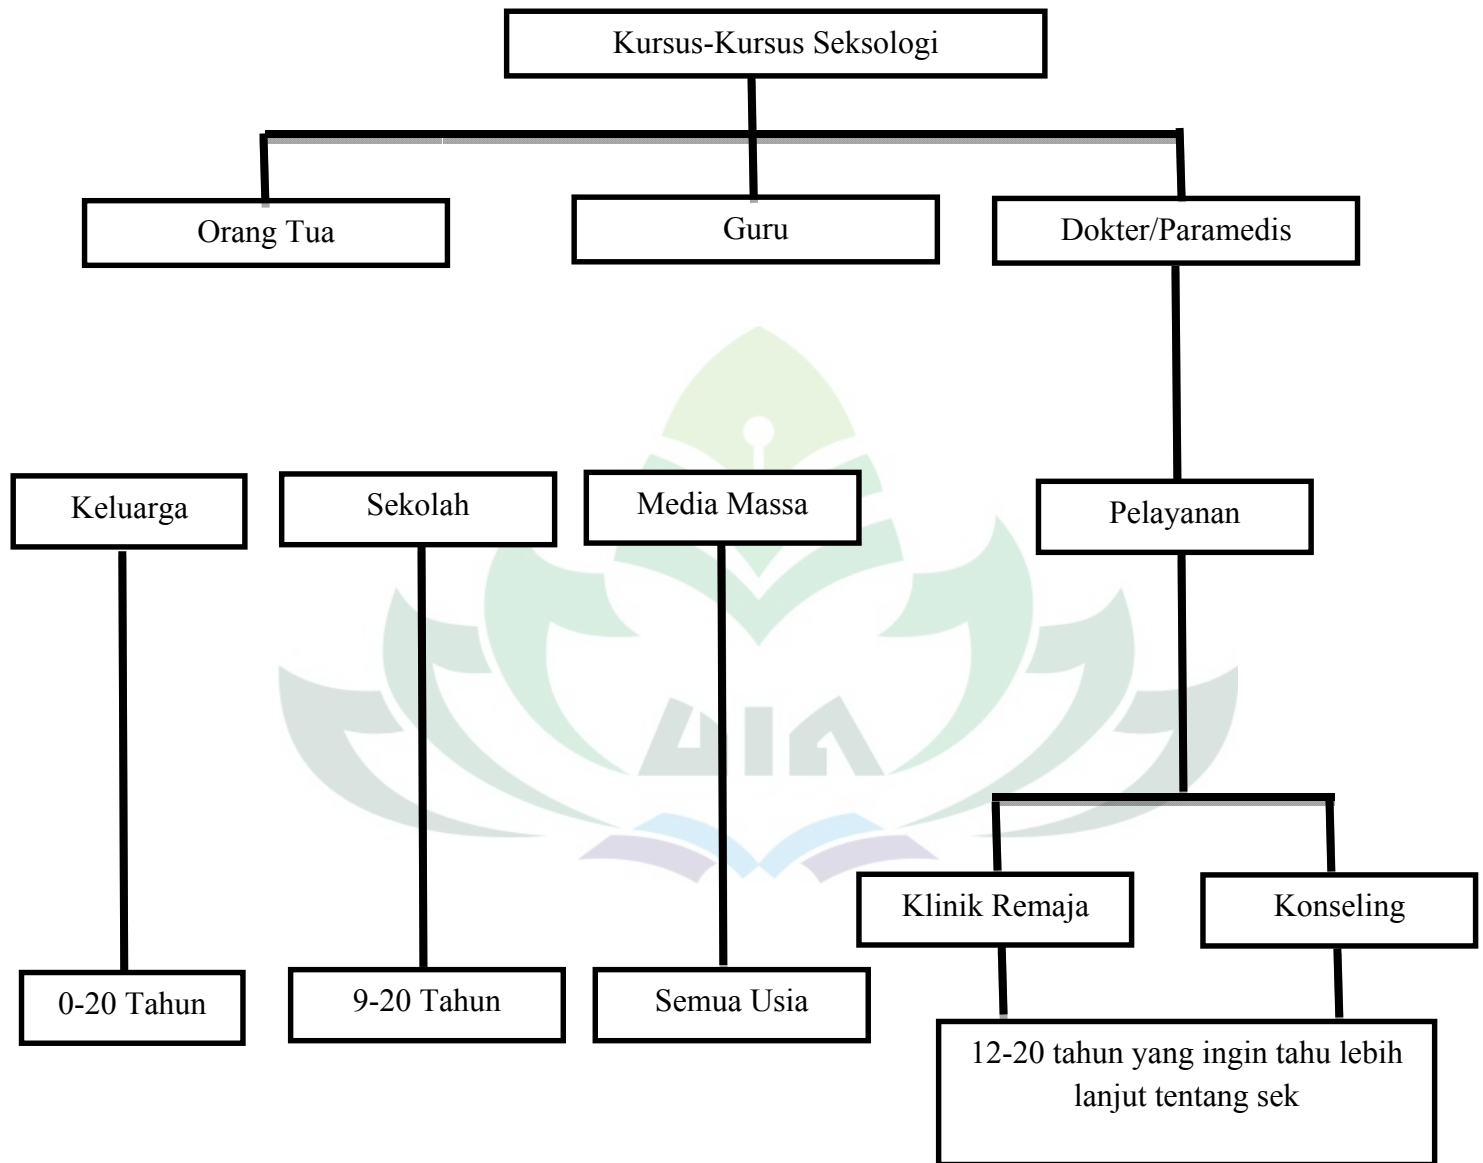 Kursus-Kursus Seksologi
Orang Tua
Guru
Dokter/Paramedis
Keluarga
Sekolah
Media Massa
Pelayanan
UIN
Klinik Remaja
Konseling
0-20 Tahun
9-20 Tahun
Semua Usia
12-20 tahun yang ingin tahu lebih
lanjut tentang sek